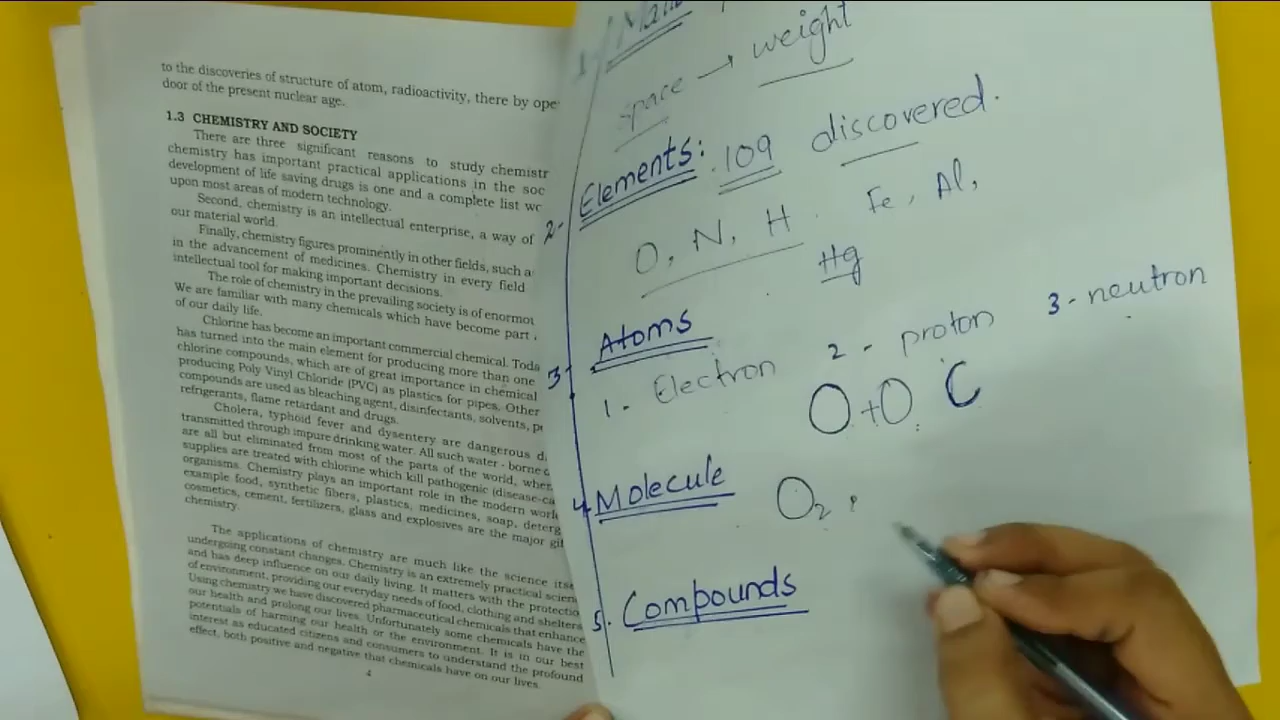 to the discoveries of structure of atom, radioactivity, there by ope
door of the present nuclear age.
1.3 CHEMISTRY AND SOCIETY
There are three significant reasons to study chemistr
chemistry has important practical applications in the soc
development of life saving drugs is one and a complete list wo
upon most areas of modern technology.
Second, chemistry is an intellectual enterprise, a way of
our material world.
Finally, chemistry figures prominently in other fields, such a
in the advancement of medicines. Chemistry in every field
intellectual tool for making important decisions.
The role of chemistry in the prevailing society is of enormou
We are familiar with many chemicals which have become part
of our daily life.
Chlorine has become an important commercial chemical. Toda
has turned into the main element for producing more than one
chlorine compounds, which are of great importance in chemical
producing Poly Vinyl Chloride (PVC) as plastics for pipes. Other
compounds are used as bleaching agent, disinfectants, solvents, pe
refrigerants, flame retardant and drugs.
Cholera, typhoid fever and dysentery are dangerous d
transmitted through impure drinking water. All such water - borne d
are all but eliminated from most of the parts of the world, wher
supplies are treated with chlorine which kill pathogenic (disease-ca
organisms. Chemistry plays an important role in the modern worl
example food, synthetic fibers, plastics, medicines, soap, deterg
cosmetics, cement, fertilizers, glass and explosives are the major gif
chemistry.
The applications of chemistry are much like the science itse
undergoing constant changes. Chemistry is an extremely practical scien
and has deep influence on our daily living. It matters with the protectio
of environment, providing our everyday needs of food, clothing and shelters
Using chemistry we have discovered pharmaceutical chemicals that enhance
our health and prolong our lives. Unfortunately some chemicals have the
potentials of harming our health or the environment. It is in our best
interest as educated citizens and consumers to understand the profound
effect, both positive and negative that chemicals have on our lives.
4
space → weight
2- Elements: 109 discovered.
O, N, H Fe, Al,
Hg
3- Atoms
1. Electron 2 - proton 3 - neutron
O + O C
4. Molecule O2,
5. Compounds